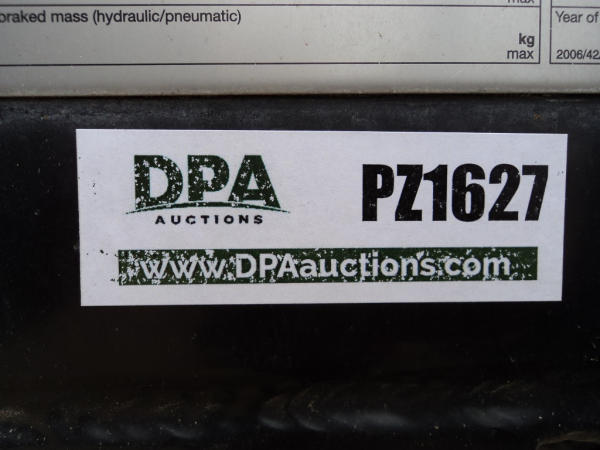 braked mass (hydraulic/pneumatic)
kg
max
Year of
2006/42
DPA
AUCTIONS
PZ1627
www.DPAauctions.com